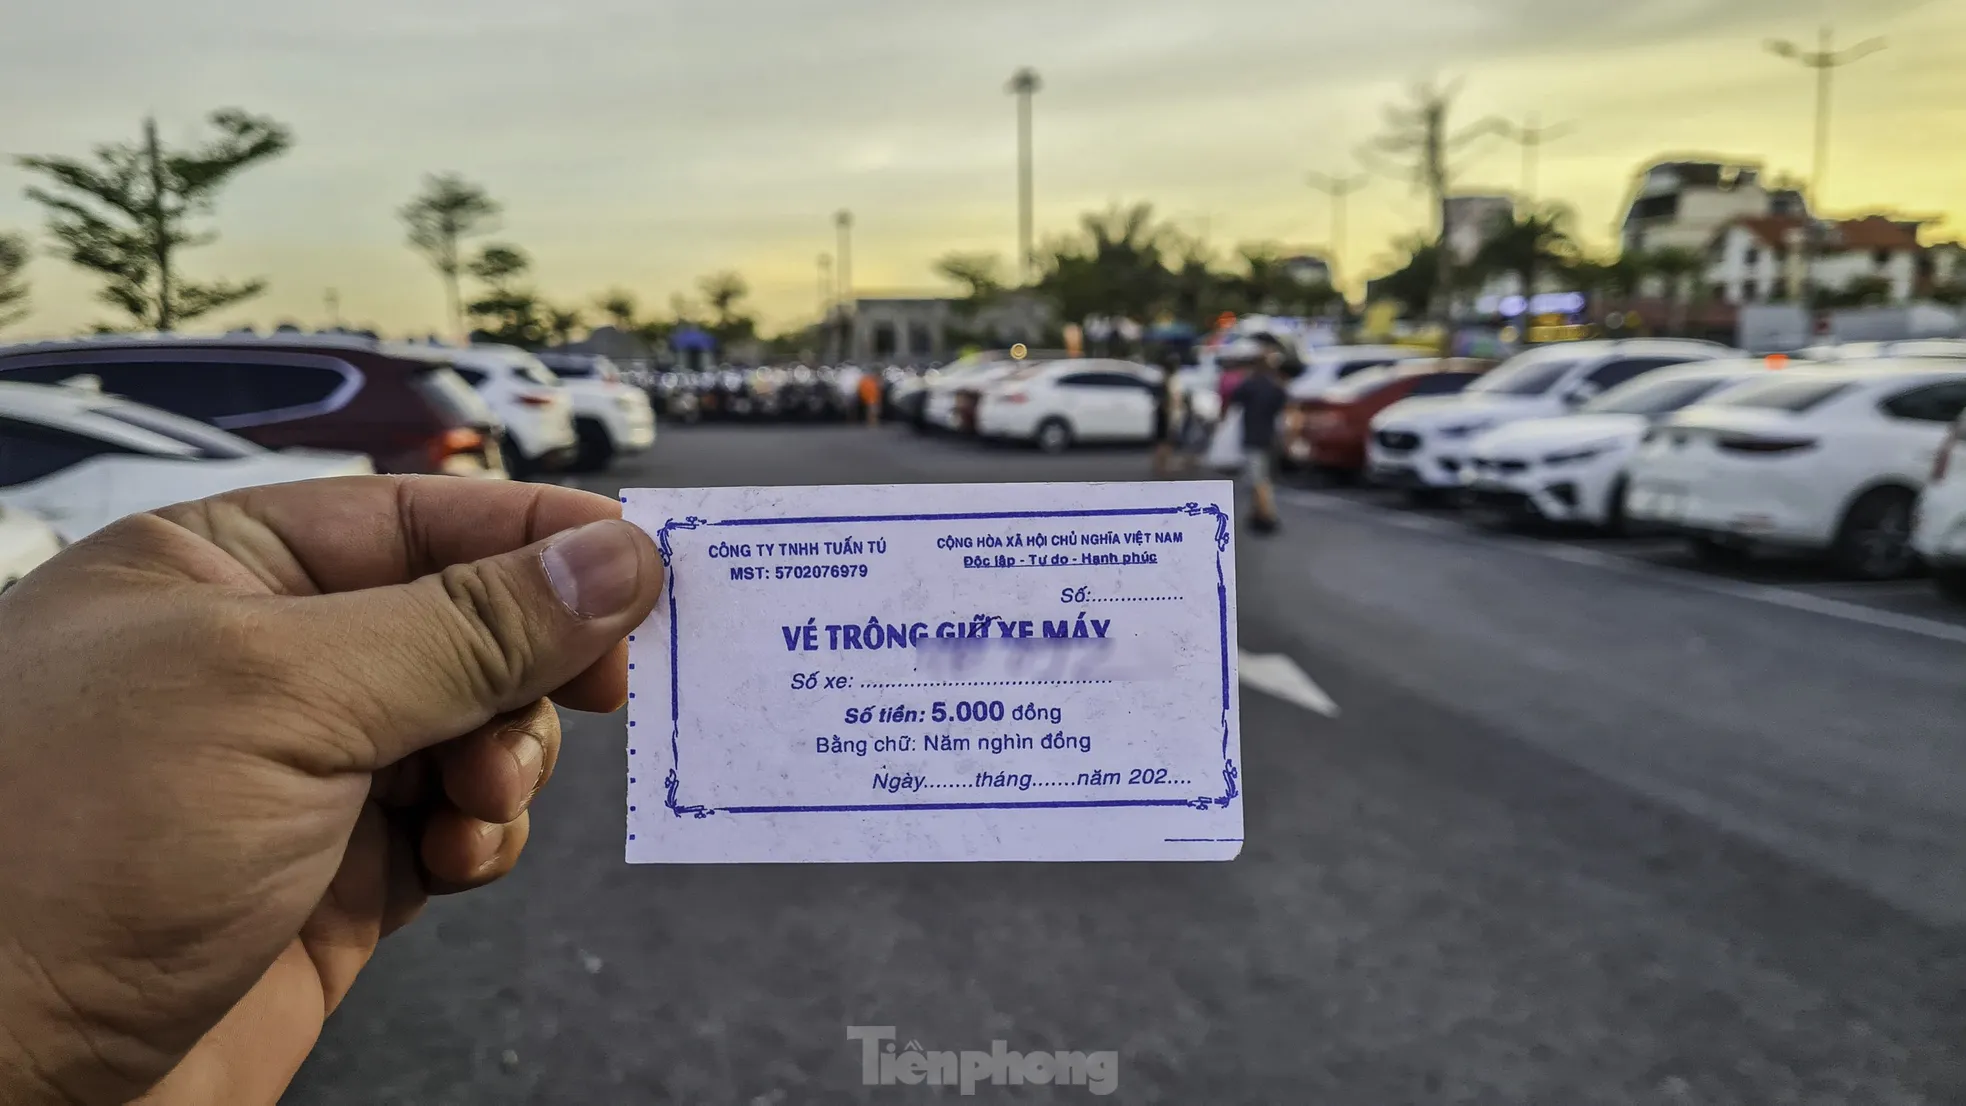 CÔNG TY TNHH TUẤN TÚ
MST: 5702076979
CỘNG HÒA XÃ HỘI CHỦ NGHĨA VIỆT NAM
Độc lập - Tự do - Hạnh phúc
Số:................
VÉ TRÔNG GIỮ XE MÁY
Số xe: ........................................
Số tiền: 5.000 đồng
Bằng chữ: Năm nghìn đồng
Ngày........tháng.......năm 202....
Tiềnphong